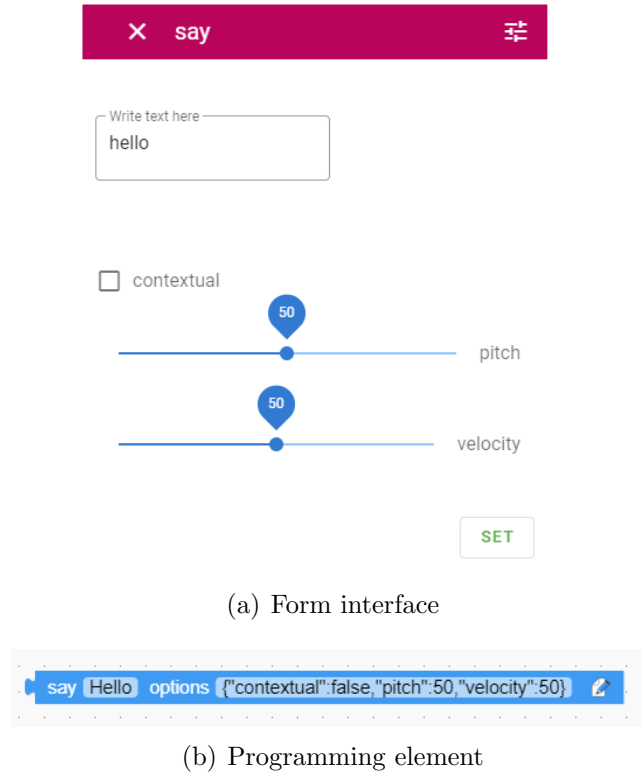 say
Write text here
hello
contextual
50
pitch
50
velocity
SET
(a) Form interface
say Hello options {"contextual":false,"pitch":50,"velocity":50}
(b) Programming element